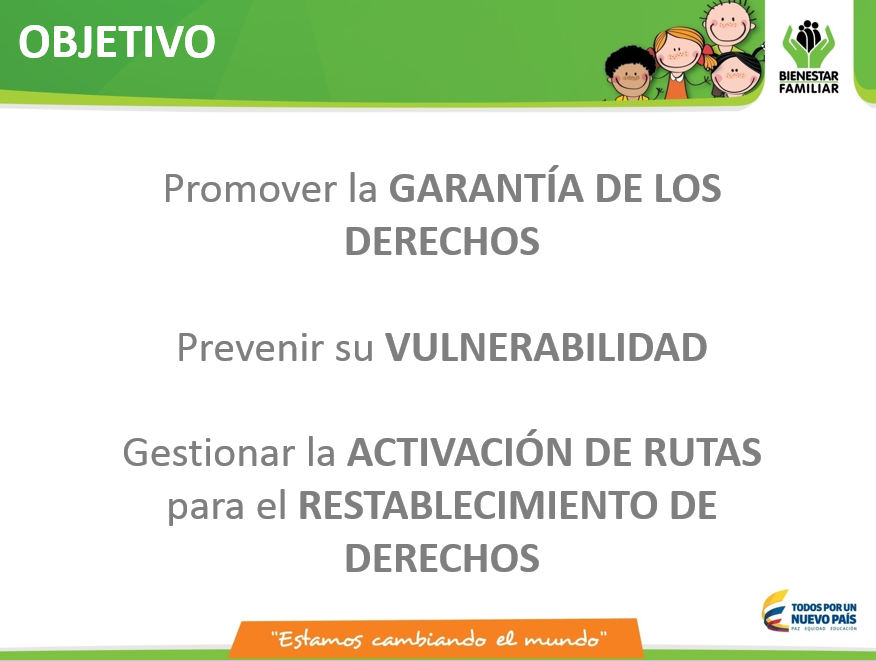 OBJETIVO
BIENESTAR
FAMILIAR
Promover la GARANTÍA DE LOS
DERECHOS
Prevenir su VULNERABILIDAD
Gestionar la ACTIVACIÓN DE RUTAS
para el RESTABLECIMIENTO DE
DERECHOS
TODOS POR UN
NUEVO PAÍS
PAZ EQUIDAD EDUCACIÓN
"Estamos cambiando el mundo"